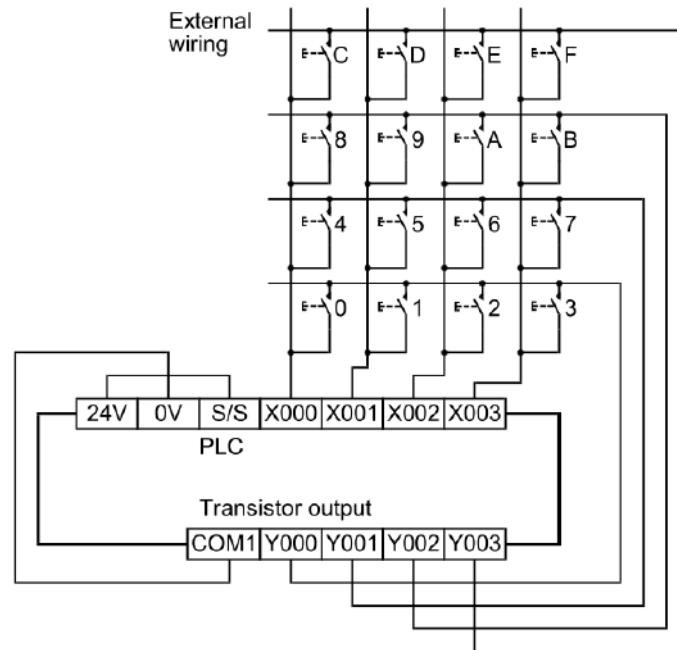 External
wiring
C D E F
8 9 A B
4 5 6 7
0 1 2 3
24V 0V S/S X000 X001 X002 X003
PLC
Transistor output
COM1 Y000 Y001 Y002 Y003